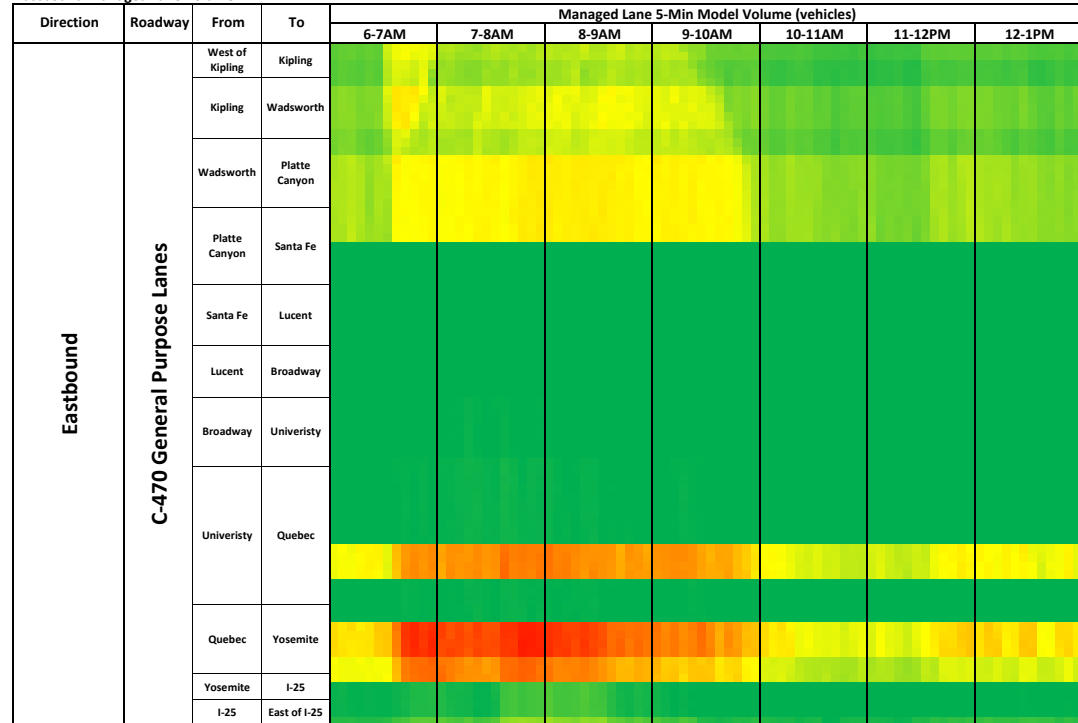 Direction Roadway From To Managed Lane 5-Min Model Volume (vehicles)
6-7AM 7-8AM 8-9AM 9-10AM 10-11AM 11-12PM 12-1PM
Eastbound
C-470 General Purpose Lanes
West of Kipling Kipling
Kipling Wadsworth
Wadsworth Platte Canyon
Platte Canyon Santa Fe
Santa Fe Lucent
Lucent Broadway
Broadway Univeristy
Univeristy Quebec
Quebec Yosemite
Yosemite I-25
I-25 East of I-25